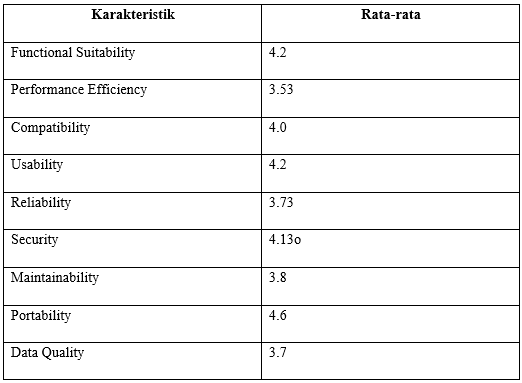 Karakteristik Rata-rata
Functional Suitability 4.2
Performance Efficiency 3.53
Compatibility 4.0
Usability 4.2
Reliability 3.73
Security 4.13o
Maintainability 3.8
Portability 4.6
Data Quality 3.7